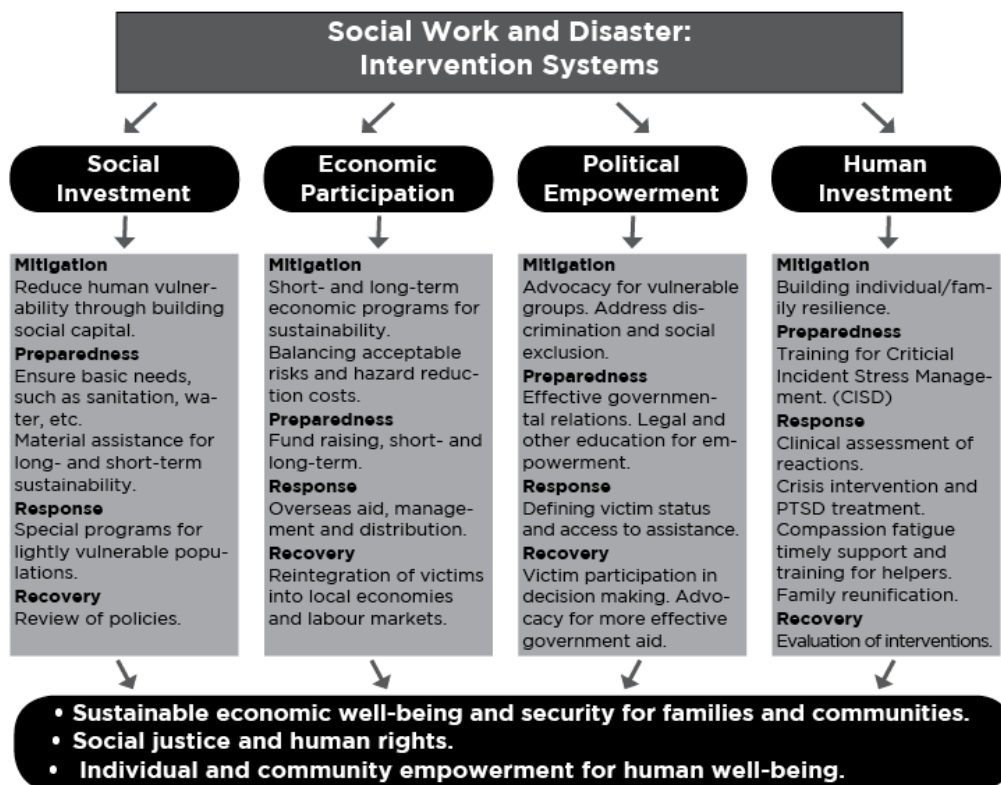 Social Work and Disaster:
Intervention Systems
Social
Investment
Mitigation
Reduce human vulner-
ability through building
social capital.
Preparedness
Ensure basic needs,
such as sanitation, wa-
ter, etc.
Material assistance for
long- and short-term
sustainability.
Response
Special programs for
lightly vulnerable popu-
lations.
Recovery
Review of policies.
Economic
Participation
Mitigation
Short- and long-term
economic programs for
sustainability.
Balancing acceptable
risks and hazard reduc-
tion costs.
Preparedness
Fund raising, short- and
long-term.
Response
Overseas aid, manage-
ment and distribution.
Recovery
Reintegration of victims
into local economies
and labour markets.
Political
Empowerment
Mitigation
Advocacy for vulnerable
groups. Address dis-
crimination and social
exclusion.
Preparedness
Effective governmen-
tal relations. Legal and
other education for em-
powerment.
Response
Defining victim status
and access to assistance.
Recovery
Victim participation in
decision making. Advo-
cacy for more effective
government aid.
Human
Investment
Mitigation
Building individual/fam-
ily resilience.
Preparedness
Training for Criticial
Incident Stress Manage-
ment. (CISD)
Response
Clinical assessment of
reactions.
Crisis intervention and
PTSD treatment.
Compassion fatigue
timely support and
training for helpers.
Family reunification.
Recovery
Evaluation of interventions.
• Sustainable economic well-being and security for families and communities.
• Social justice and human rights.
• Individual and community empowerment for human well-being.